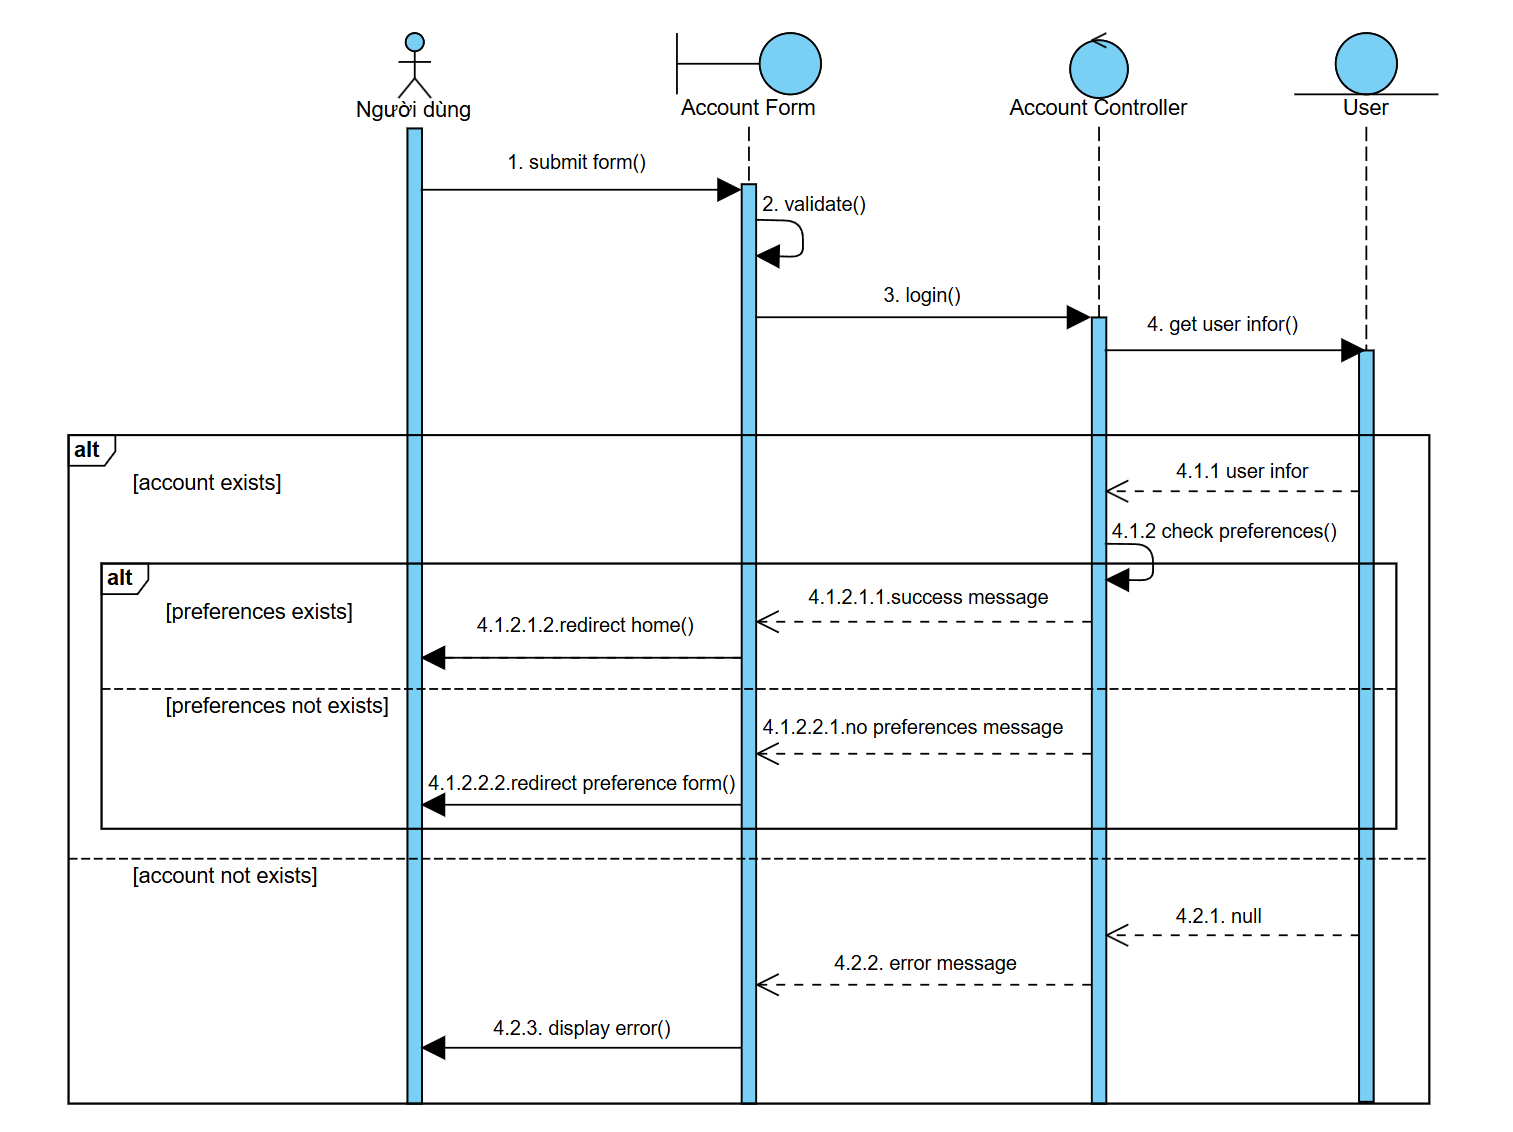 Người dùng
Account Form
Account Controller
User
1. submit form()
2. validate()
3. login()
4. get user infor()
alt
[account exists]
4.1.1 user infor
4.1.2 check preferences()
alt
[preferences exists]
4.1.2.1.1.success message
4.1.2.1.2.redirect home()
[preferences not exists]
4.1.2.2.1.no preferences message
4.1.2.2.2.redirect preference form()
[account not exists]
4.2.1. null
4.2.2. error message
4.2.3. display error()